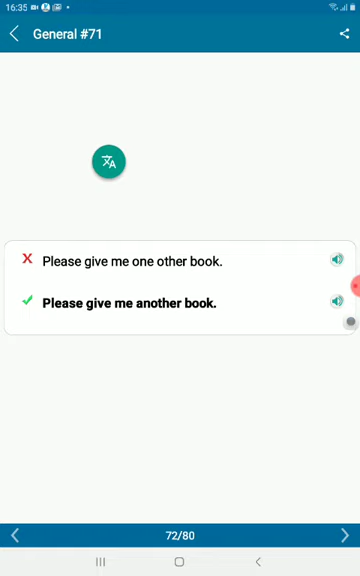 16:35
General #71
X Please give me one other book.
✓ Please give me another book.
72/80